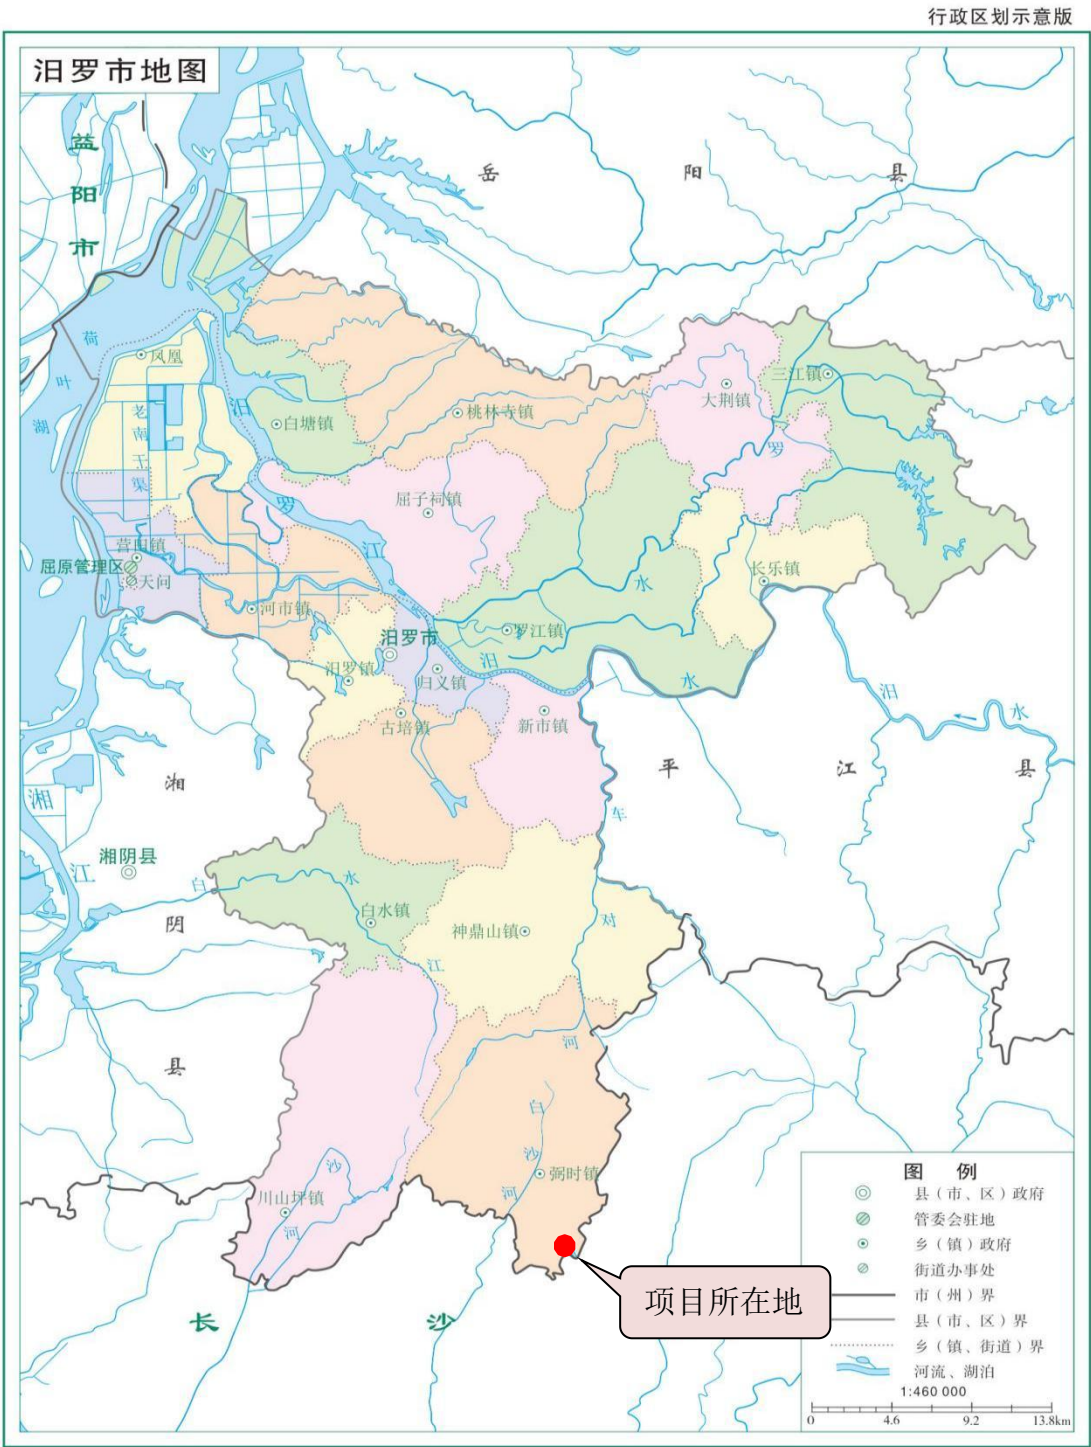 行政区划示意版
汨罗市地图
益阳市
岳阳县
荷叶湖
凤凰
老南干渠
汨
白塘镇
桃林寺镇
大荆镇
三江镇
罗
屈子祠镇
罗
江
营田镇
屈原管理区
天问
河市镇
长乐镇
水
汨罗市
罗江镇
汨
汨罗镇
归义镇
水
汨
水
古培镇
新市镇
平江县
湘阴县
湘江
车
湘阴县
白
水
白水镇
神鼎山镇
对
江
河
白
沙
河
弼时镇
沙
川山坪镇
河
项目所在地
长沙
图例
县（市、区）政府
管委会驻地
乡（镇）政府
街道办事处
市（州）界
县（市、区）界
乡（镇、街道）界
河流、湖泊
1:460 000
0 4.6 9.2 13.8km